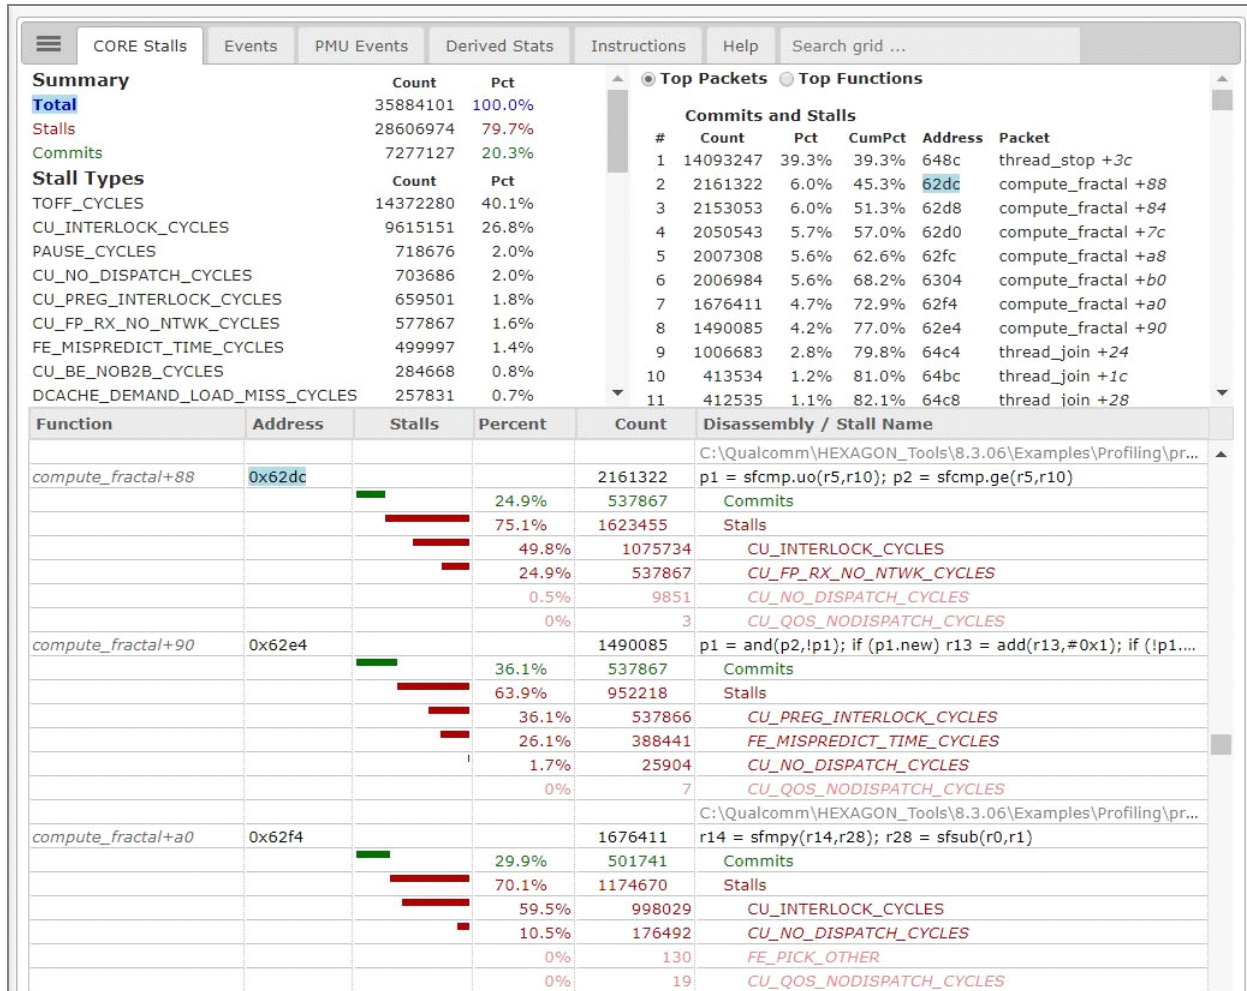 CORE Stalls Events PMU Events Derived Stats Instructions Help Search grid ...
Summary Count Pct
Total 35884101 100.0%
Stalls 28606974 79.7%
Commits 7277127 20.3%
Stall Types Count Pct
TOFF_CYCLES 14372280 40.1%
CU_INTERLOCK_CYCLES 9615151 26.8%
PAUSE_CYCLES 718676 2.0%
CU_NO_DISPATCH_CYCLES 703686 2.0%
CU_PREG_INTERLOCK_CYCLES 659501 1.8%
CU_FP_RX_NO_NTWK_CYCLES 577867 1.6%
FE_MISPREDICT_TIME_CYCLES 499997 1.4%
CU_BE_NOB2B_CYCLES 284668 0.8%
DCACHE_DEMAND_LOAD_MISS_CYCLES 257831 0.7%
Top Packets Top Functions
Commits and Stalls
# Count Pct CumPct Address Packet
1 14093247 39.3% 39.3% 648c thread_stop +3c
2 2161322 6.0% 45.3% 62dc compute_fractal +88
3 2153053 6.0% 51.3% 62d8 compute_fractal +84
4 2050543 5.7% 57.0% 62d0 compute_fractal +7c
5 2007308 5.6% 62.6% 62fc compute_fractal +a8
6 2006984 5.6% 68.2% 6304 compute_fractal +b0
7 1676411 4.7% 72.9% 62f4 compute_fractal +a0
8 1490085 4.2% 77.0% 62e4 compute_fractal +90
9 1006683 2.8% 79.8% 64c4 thread_join +24
10 413534 1.2% 81.0% 64bc thread_join +1c
11 412535 1.1% 82.1% 64c8 thread_join +28
Function Address Stalls Percent Count Disassembly / Stall Name
C:\Qualcomm\HEXAGON_Tools\8.3.06\Examples\Profiling\pr...
compute_fractal+88 0x62dc 2161322 p1 = sfcmp.uo(r5,r10); p2 = sfcmp.ge(r5,r10)
24.9% 537867 Commits
75.1% 1623455 Stalls
49.8% 1075734 CU_INTERLOCK_CYCLES
24.9% 537867 CU_FP_RX_NO_NTWK_CYCLES
0.5% 9851 CU_NO_DISPATCH_CYCLES
0% 3 CU_QOS_NODISPATCH_CYCLES
compute_fractal+90 0x62e4 1490085 p1 = and(p2,!p1); if (p1.new) r13 = add(r13,#0x1); if (!p1....
36.1% 537867 Commits
63.9% 952218 Stalls
36.1% 537866 CU_PREG_INTERLOCK_CYCLES
26.1% 388441 FE_MISPREDICT_TIME_CYCLES
1.7% 25904 CU_NO_DISPATCH_CYCLES
0% 7 CU_QOS_NODISPATCH_CYCLES
C:\Qualcomm\HEXAGON_Tools\8.3.06\Examples\Profiling\pr...
compute_fractal+a0 0x62f4 1676411 r14 = sfmpy(r14,r28); r28 = sfsub(r0,r1)
29.9% 501741 Commits
70.1% 1174670 Stalls
59.5% 998029 CU_INTERLOCK_CYCLES
10.5% 176492 CU_NO_DISPATCH_CYCLES
0% 130 FE_PICK_OTHER
0% 19 CU_QOS_NODISPATCH_CYCLES